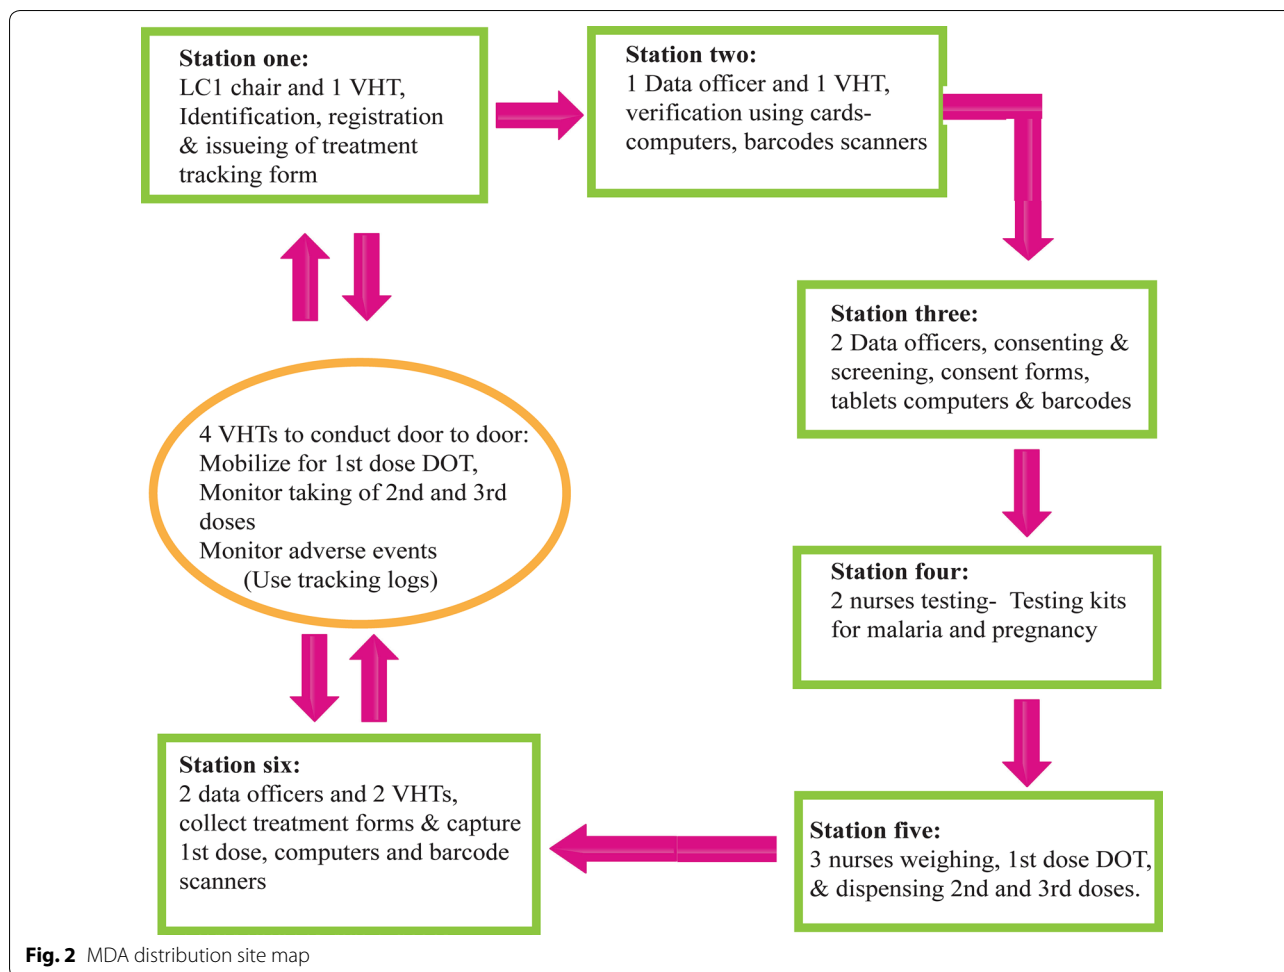 Station one:
LC1 chair and 1 VHT,
Identification, registration
& issueing of treatment
tracking form
Station two:
1 Data officer and 1 VHT,
verification using cards-
computers, barcodes scanners
Station three:
2 Data officers, consenting &
screening, consent forms,
tablets computers & barcodes
Station four:
2 nurses testing- Testing kits
for malaria and pregnancy
Station five:
3 nurses weighing, 1st dose DOT,
& dispensing 2nd and 3rd doses.
Station six:
2 data officers and 2 VHTs,
collect treatment forms & capture
1st dose, computers and barcode
scanners
4 VHTs to conduct door to door:
Mobilize for 1st dose DOT,
Monitor taking of 2nd and 3rd
doses
Monitor adverse events
(Use tracking logs)
Fig. 2 MDA distribution site map